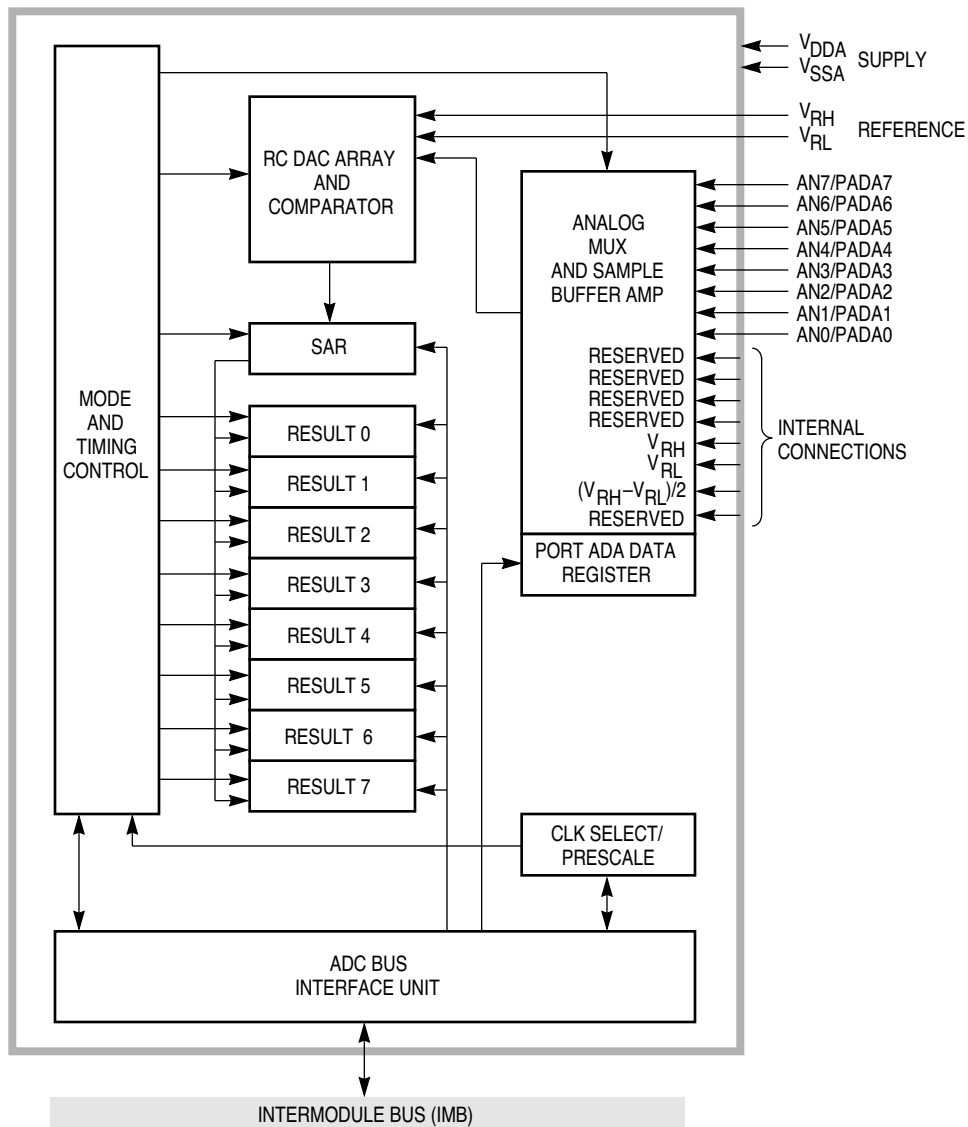 VDDA
VSSA
SUPPLY
VRH
VRL
REFERENCE
RC DAC ARRAY
AND
COMPARATOR
ANALOG
MUX
AND SAMPLE
BUFFER AMP
AN7/PADA7
AN6/PADA6
AN5/PADA5
AN4/PADA4
AN3/PADA3
AN2/PADA2
AN1/PADA1
AN0/PADA0
RESERVED
RESERVED
RESERVED
RESERVED
VRH
VRL
(VRH–VRL)/2
RESERVED
INTERNAL
CONNECTIONS
PORT ADA DATA
REGISTER
SAR
MODE
AND
TIMING
CONTROL
RESULT 0
RESULT 1
RESULT 2
RESULT 3
RESULT 4
RESULT 5
RESULT 6
RESULT 7
CLK SELECT/
PRESCALE
ADC BUS
INTERFACE UNIT
INTERMODULE BUS (IMB)